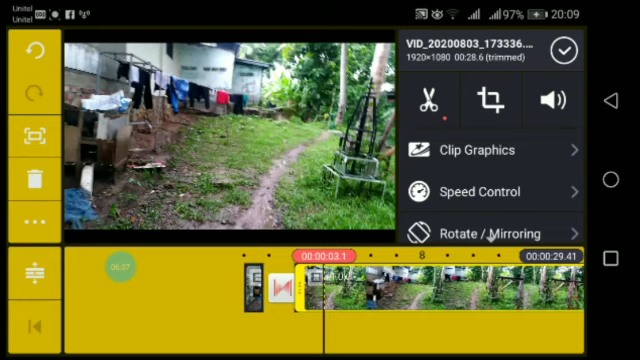 Unitel
Unitel
97%
20:09
VID_20200803_173336....
1920×1080 00:28.6 (trimmed)
Clip Graphics
Speed Control
Rotate / Mirroring
06:37
00:00:03.1
8
00:00:29.41